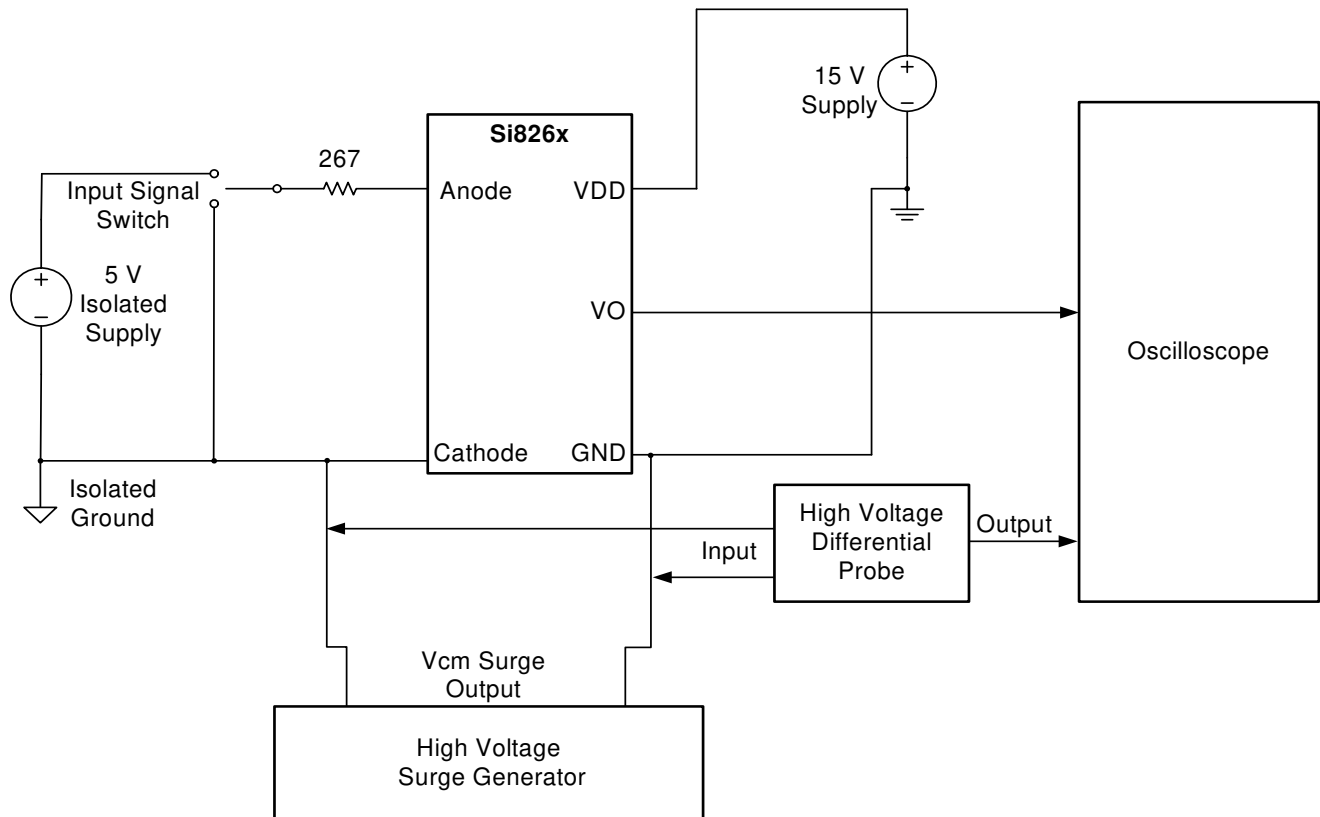 15 V
Supply
Si826x
267
Input Signal
Switch
Anode
VDD
+
5 V
Isolated
Supply
VO
Oscilloscope
Cathode
GND
Isolated
Ground
High Voltage
Differential
Probe
Output
Input
Vcm Surge
Output
High Voltage
Surge Generator